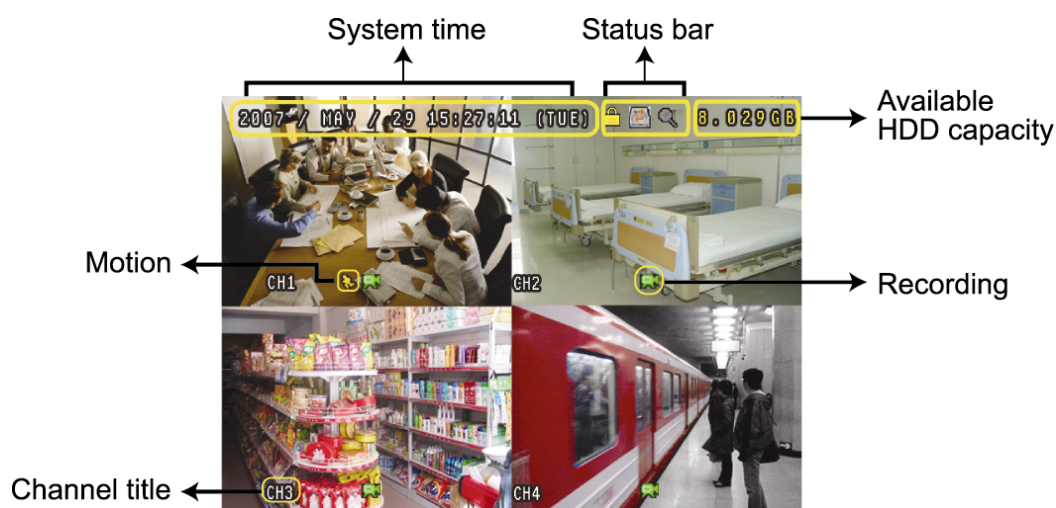 System time
Status bar
2007 / MAY / 29 15:27:11 (TUE)
8.029GB
Available
HDD capacity
Motion
CH1
CH2
Recording
Channel title
CH3
CH4